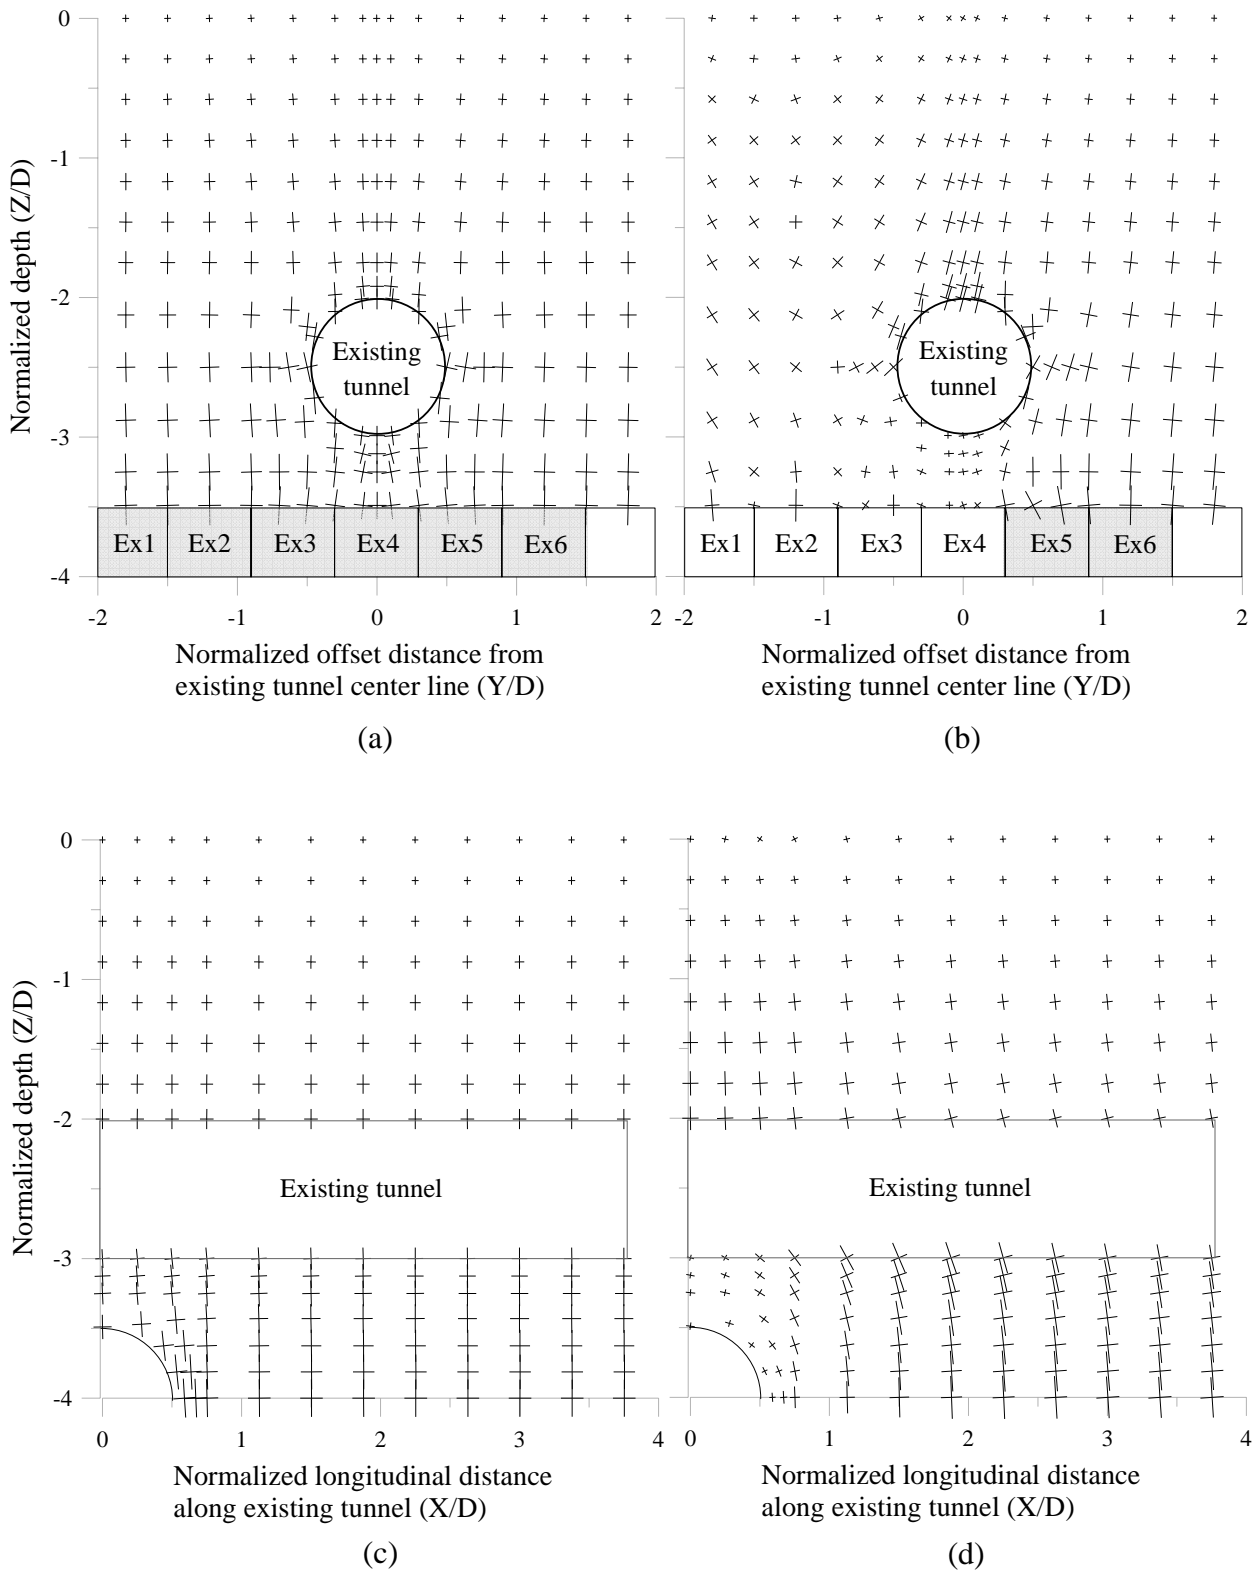 0
-1
-2
-3
-4
Normalized depth (Z/D)
Existing
tunnel
Ex1 Ex2 Ex3 Ex4 Ex5 Ex6
-2 -1 0 1 2
Normalized offset distance from
existing tunnel center line (Y/D)
(a)
Existing
tunnel
Ex1 Ex2 Ex3 Ex4 Ex5 Ex6
-2 -1 0 1 2
Normalized offset distance from
existing tunnel center line (Y/D)
(b)
0
-1
-2
-3
-4
Normalized depth (Z/D)
Existing tunnel
0 1 2 3 4
Normalized longitudinal distance
along existing tunnel (X/D)
(c)
Existing tunnel
0 1 2 3 4
Normalized longitudinal distance
along existing tunnel (X/D)
(d)